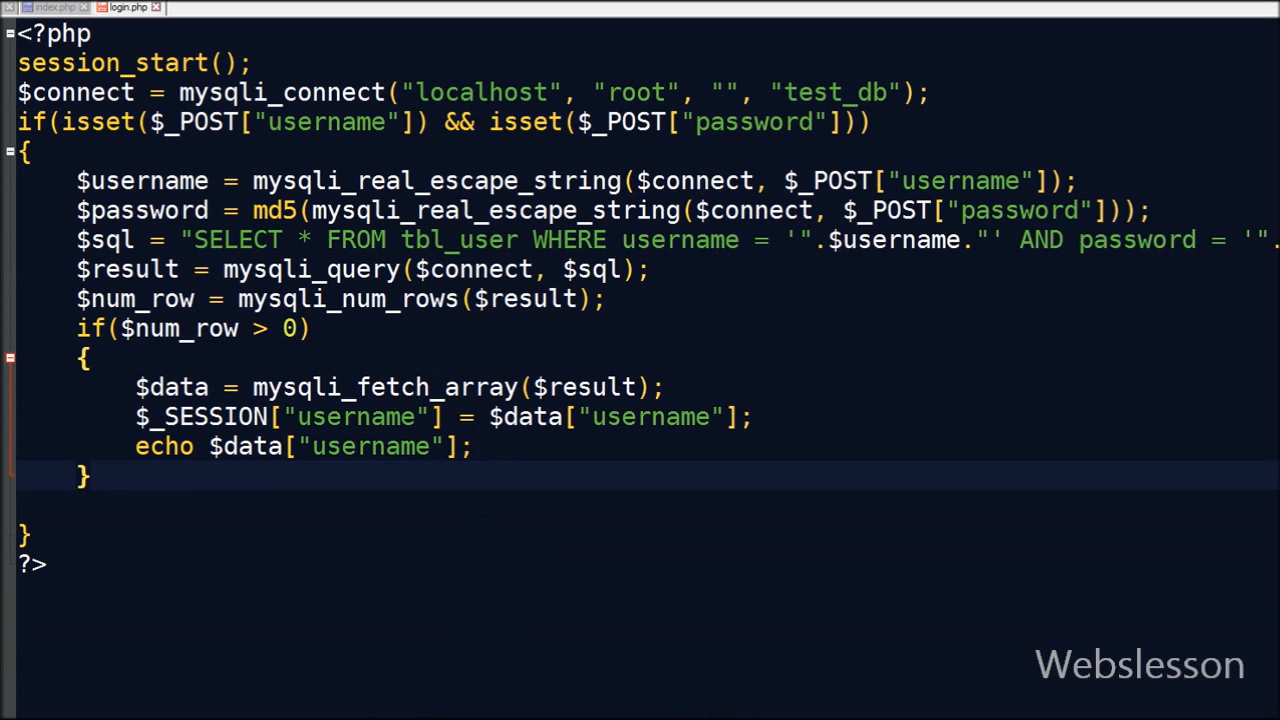 index.php login.php
<?php
session_start();
$connect = mysqli_connect("localhost", "root", "", "test_db");
if(isset($_POST["username"]) && isset($_POST["password"]))
{
    $username = mysqli_real_escape_string($connect, $_POST["username"]);
    $password = md5(mysqli_real_escape_string($connect, $_POST["password"]));
    $sql = "SELECT * FROM tbl_user WHERE username = '".$username."' AND password = '".
    $result = mysqli_query($connect, $sql);
    $num_row = mysqli_num_rows($result);
    if($num_row > 0)
    {
        $data = mysqli_fetch_array($result);
        $_SESSION["username"] = $data["username"];
        echo $data["username"];
    }
}
?>
Webslesson